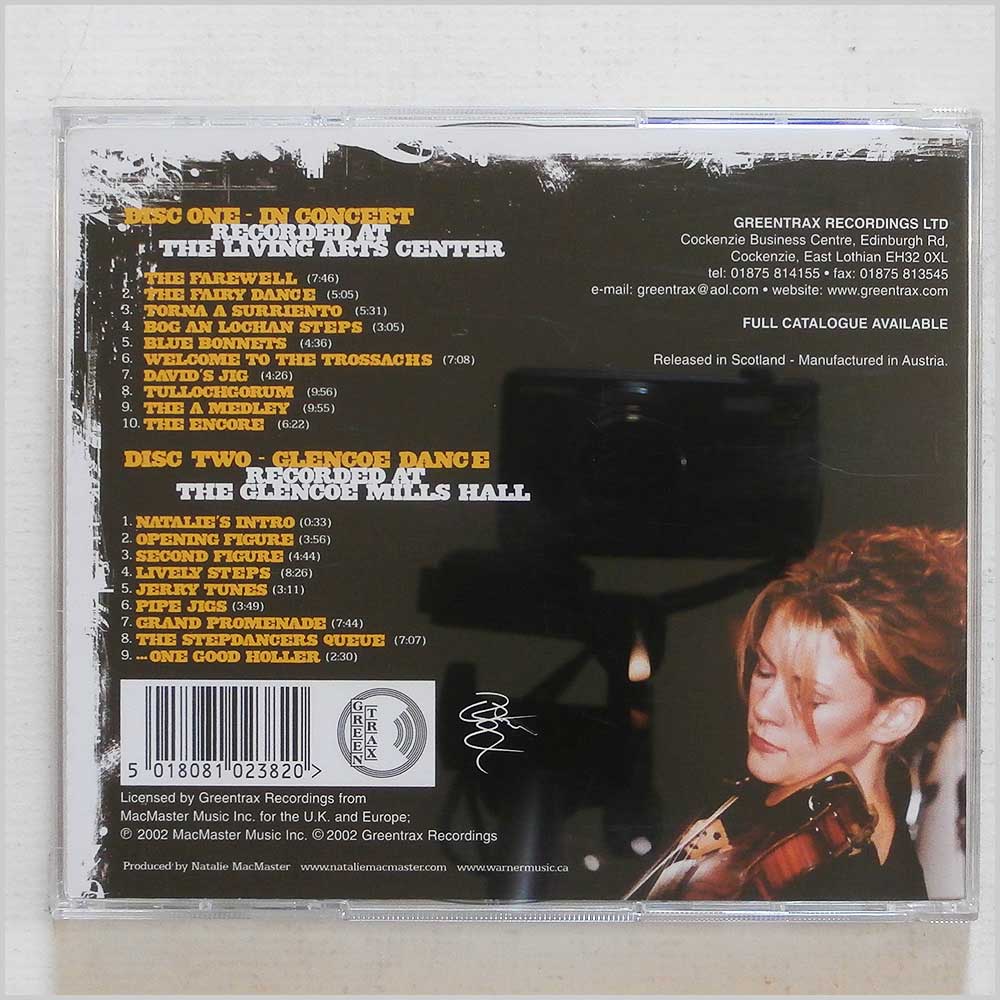 DISC ONE - IN CONCERT
RECORDED AT
THE LIVING ARTS CENTER
1. THE FAREWELL (7:46)
2. THE FAIRY DANCE (5:05)
3. TORNA A SURRIENTO (5:31)
4. BOG AN LOCHAN STEPS (3:05)
5. BLUE BONNETS (4:36)
6. WELCOME TO THE TROSSACHS (7:08)
7. DAVID'S JIG (4:26)
8. TULLOCHGORUM (9:56)
9. THE A MEDLEY (9:55)
10. THE ENCORE (6:22)
DISC TWO - GLENCOE DANCE
RECORDED AT
THE GLENCOE MILLS HALL
1. NATALIE'S INTRO (0:33)
2. OPENING FIGURE (3:56)
3. SECOND FIGURE (4:44)
4. LIVELY STEPS (8:26)
5. JERRY TUNES (3:11)
6. PIPE JIGS (3:49)
7. GRAND PROMENADE (7:44)
8. THE STEPDANCERS QUEUE (7:07)
9. ...ONE GOOD HOLLER (2:30)
GREENTRAX RECORDINGS LTD
Cockenzie Business Centre, Edinburgh Rd,
Cockenzie, East Lothian EH32 0XL
tel: 01875 814155 • fax: 01875 813545
e-mail: greentrax@aol.com • website: www.greentrax.com
FULL CATALOGUE AVAILABLE
Released in Scotland - Manufactured in Austria.
5 018081 023820 >
GREEN
TRAX
Licensed by Greentrax Recordings from
MacMaster Music Inc. for the U.K. and Europe;
℗ 2002 MacMaster Music Inc. © 2002 Greentrax Recordings
Produced by Natalie MacMaster www.nataliemacmaster.com www.warnermusic.ca